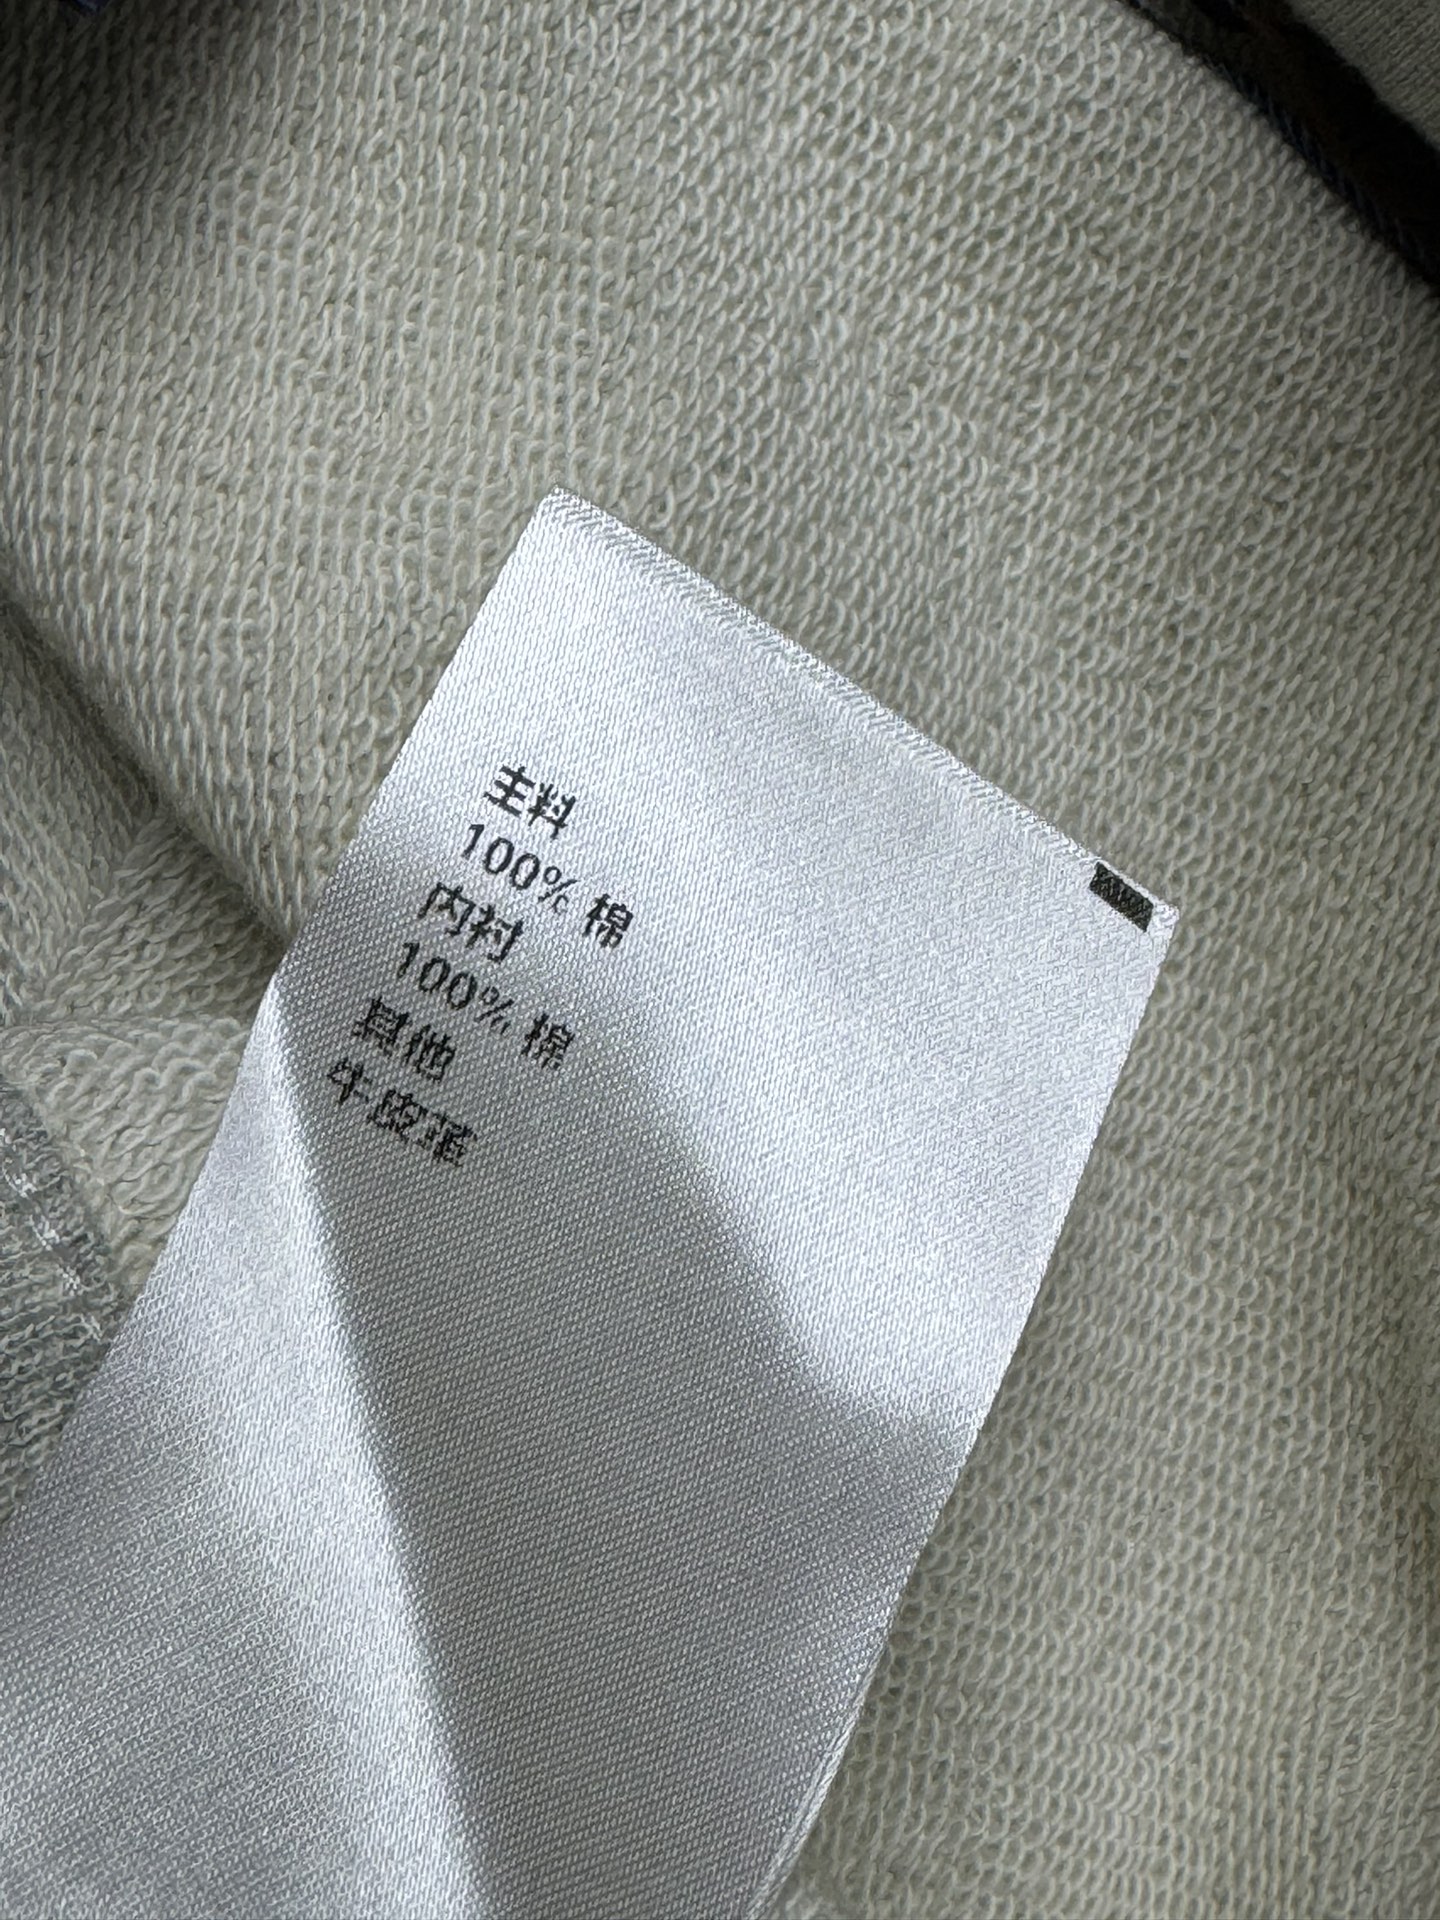 主料
100% 棉
内衬
100% 棉
其他
牛皮革